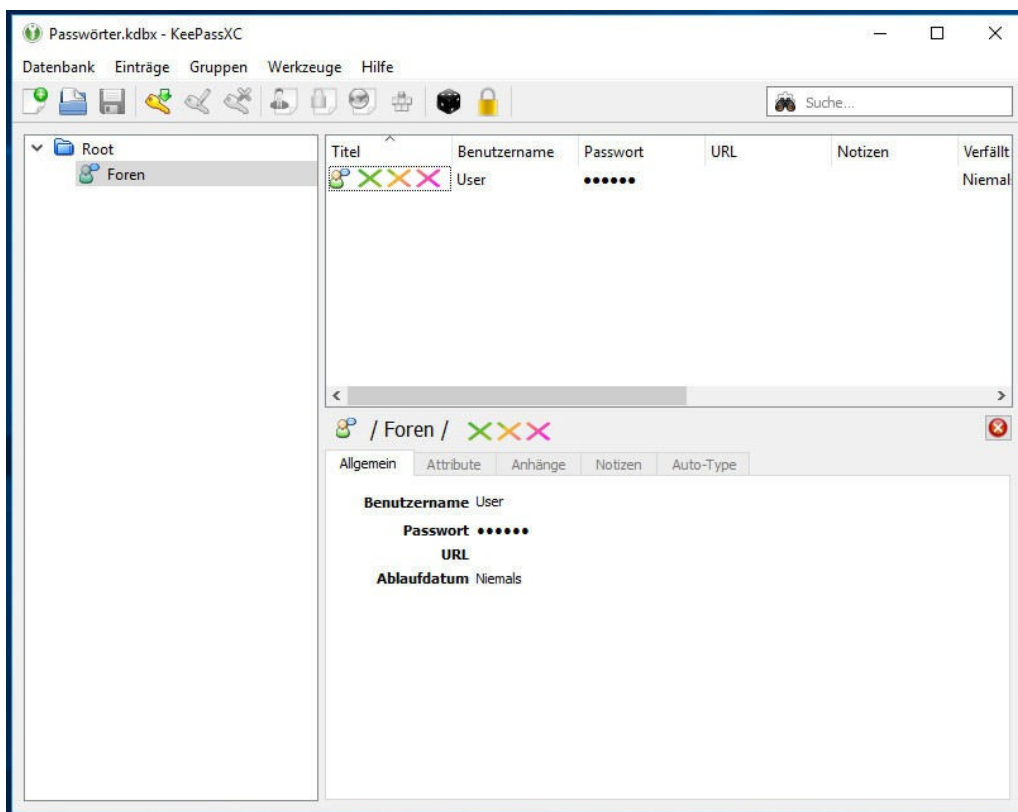 Passwörter.kdbx - KeePassXC
Datenbank Einträge Gruppen Werkzeuge Hilfe
Suche...
Root
Foren
Titel Benutzername Passwort URL Notizen Verfällt
User •••••• Niemal
/ Foren /
Allgemein Attribute Anhänge Notizen Auto-Type
Benutzername User
Passwort ••••••
URL
Ablaufdatum Niemals